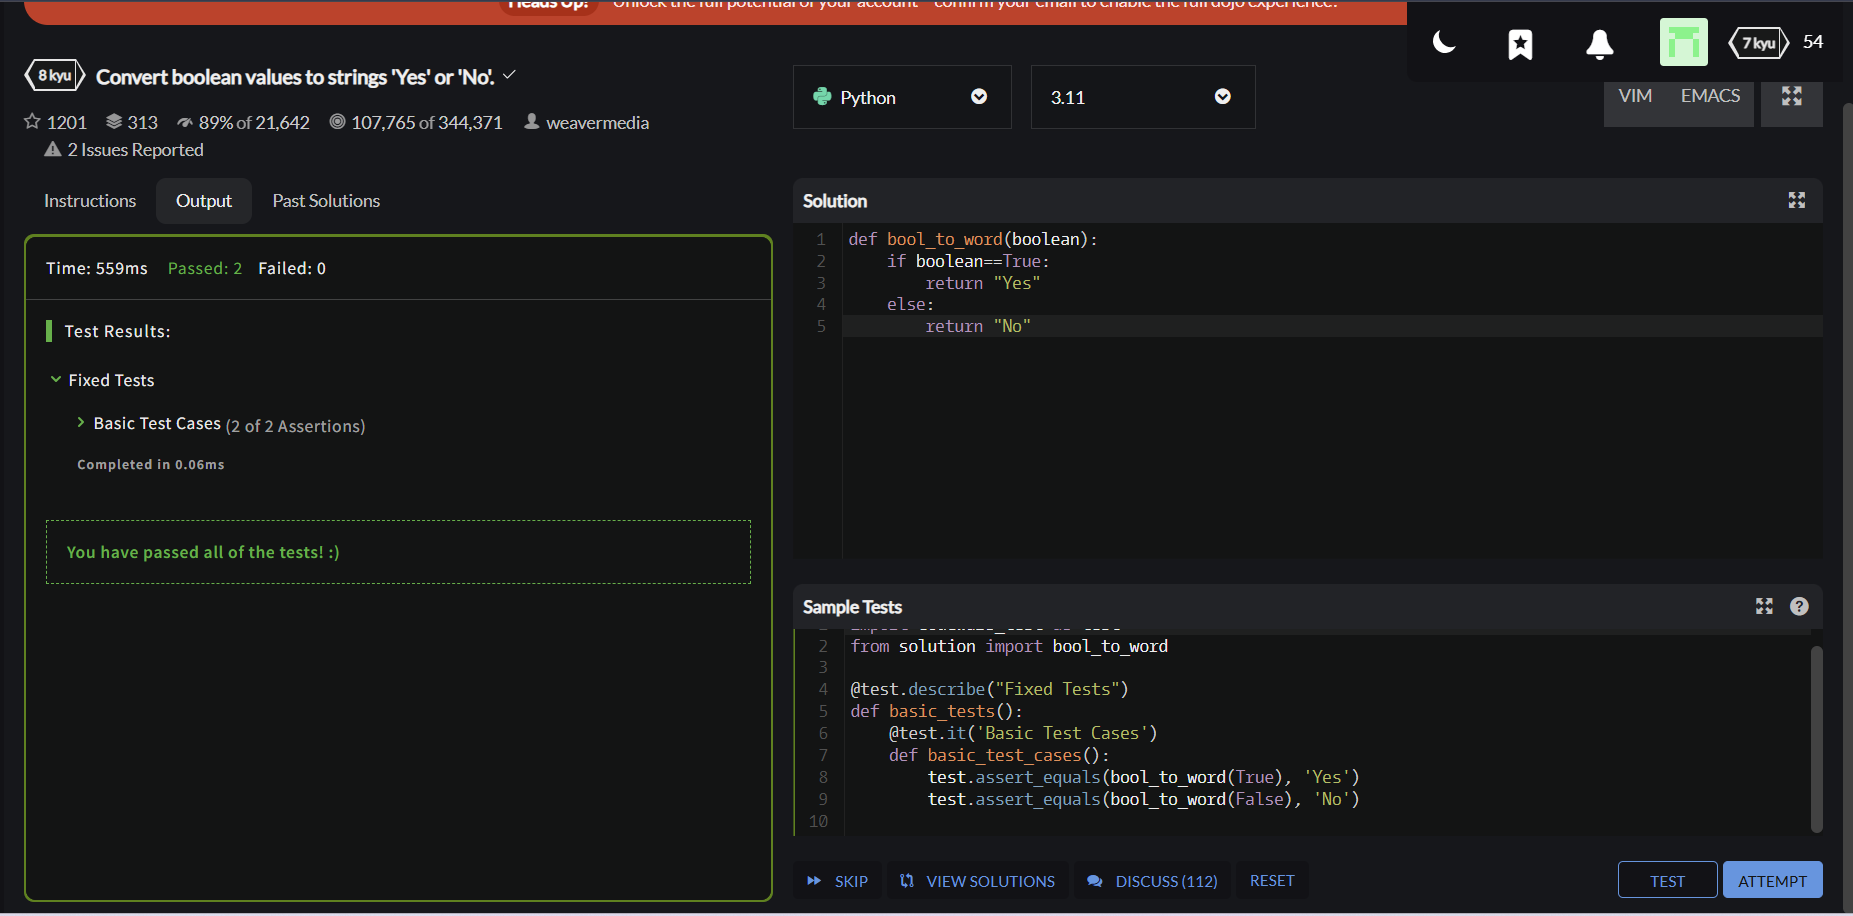 Heads Up! Unlock the full potential of your account - confirm your email to enable the full dojo experience.
7 kyu 54
8 kyu Convert boolean values to strings 'Yes' or 'No'.
1201 313 89% of 21,642 107,765 of 344,371 weavermedia
2 Issues Reported
Python
3.11
VIM EMACS
Instructions Output Past Solutions
Time: 559ms Passed: 2 Failed: 0
Test Results:
Fixed Tests
Basic Test Cases (2 of 2 Assertions)
Completed in 0.06ms
You have passed all of the tests! :)
Solution
1 def bool_to_word(boolean):
2     if boolean==True:
3         return "Yes"
4     else:
5         return "No"
Sample Tests
2 from solution import bool_to_word
3
4 @test.describe("Fixed Tests")
5 def basic_tests():
6     @test.it('Basic Test Cases')
7     def basic_test_cases():
8         test.assert_equals(bool_to_word(True), 'Yes')
9         test.assert_equals(bool_to_word(False), 'No')
10
SKIP VIEW SOLUTIONS DISCUSS (112) RESET
TEST ATTEMPT